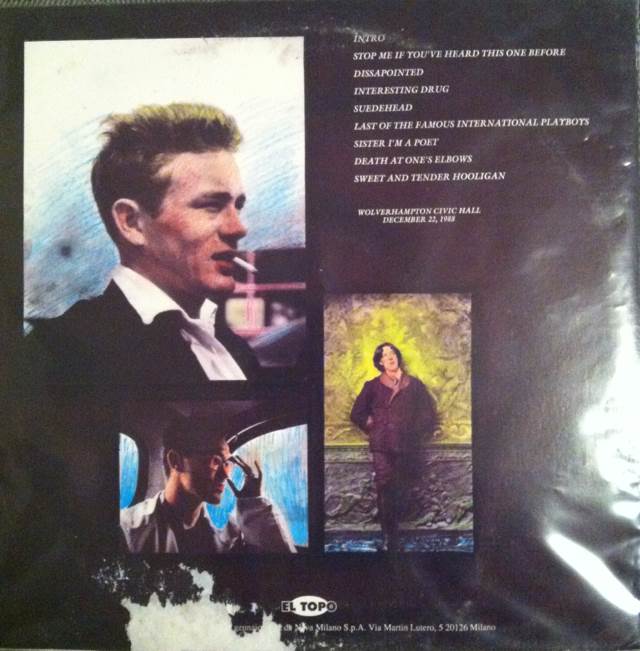 INTRO
STOP ME IF YOU'VE HEARD THIS ONE BEFORE
DISSAPOINTED
INTERESTING DRUG
SUEDEHEAD
LAST OF THE FAMOUS INTERNATIONAL PLAYBOYS
SISTER I'M A POET
DEATH AT ONE'S ELBOWS
SWEET AND TENDER HOOLIGAN
WOLVERHAMPTON CIVIC HALL
DECEMBER 22, 1988
EL TOPO
Nova Milano S.p.A. Via Martin Lutero, 5 20126 Milano